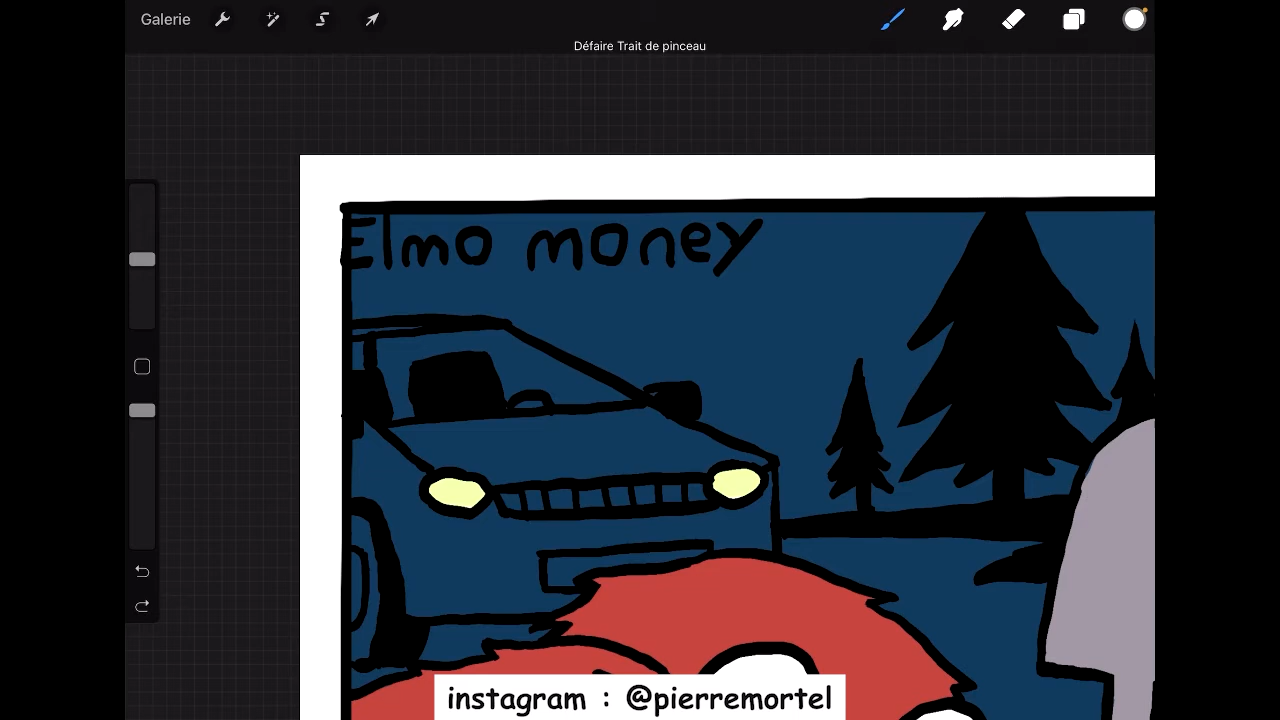 Galerie
Défaire Trait de pinceau
Elmo money
instagram : @pierremortel